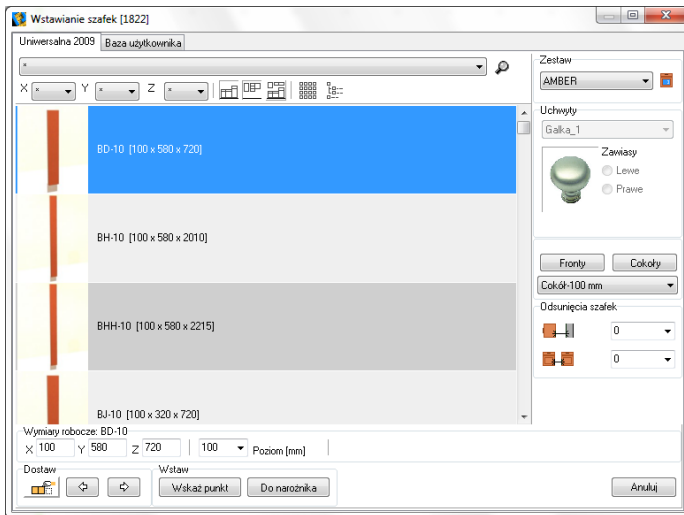 Wstawianie szafek [1822]
Uniwersalna 2009 Baza użytkownika
*
X * Y * Z *
BD-10 [100 x 580 x 720]
BH-10 [100 x 580 x 2010]
BHH-10 [100 x 580 x 2215]
BJ-10 [100 x 320 x 720]
Zestaw
AMBER
Uchwyty
Gałka_1
Zawiasy
Lewe
Prawe
Fronty Cokoły
Cokół-100 mm
Odsunięcia szafek
0
0
Wymiary robocze: BD-10
X 100 Y 580 Z 720 100 Poziom [mm]
Dostaw Wstaw
Wskaż punkt Do narożnika Anuluj